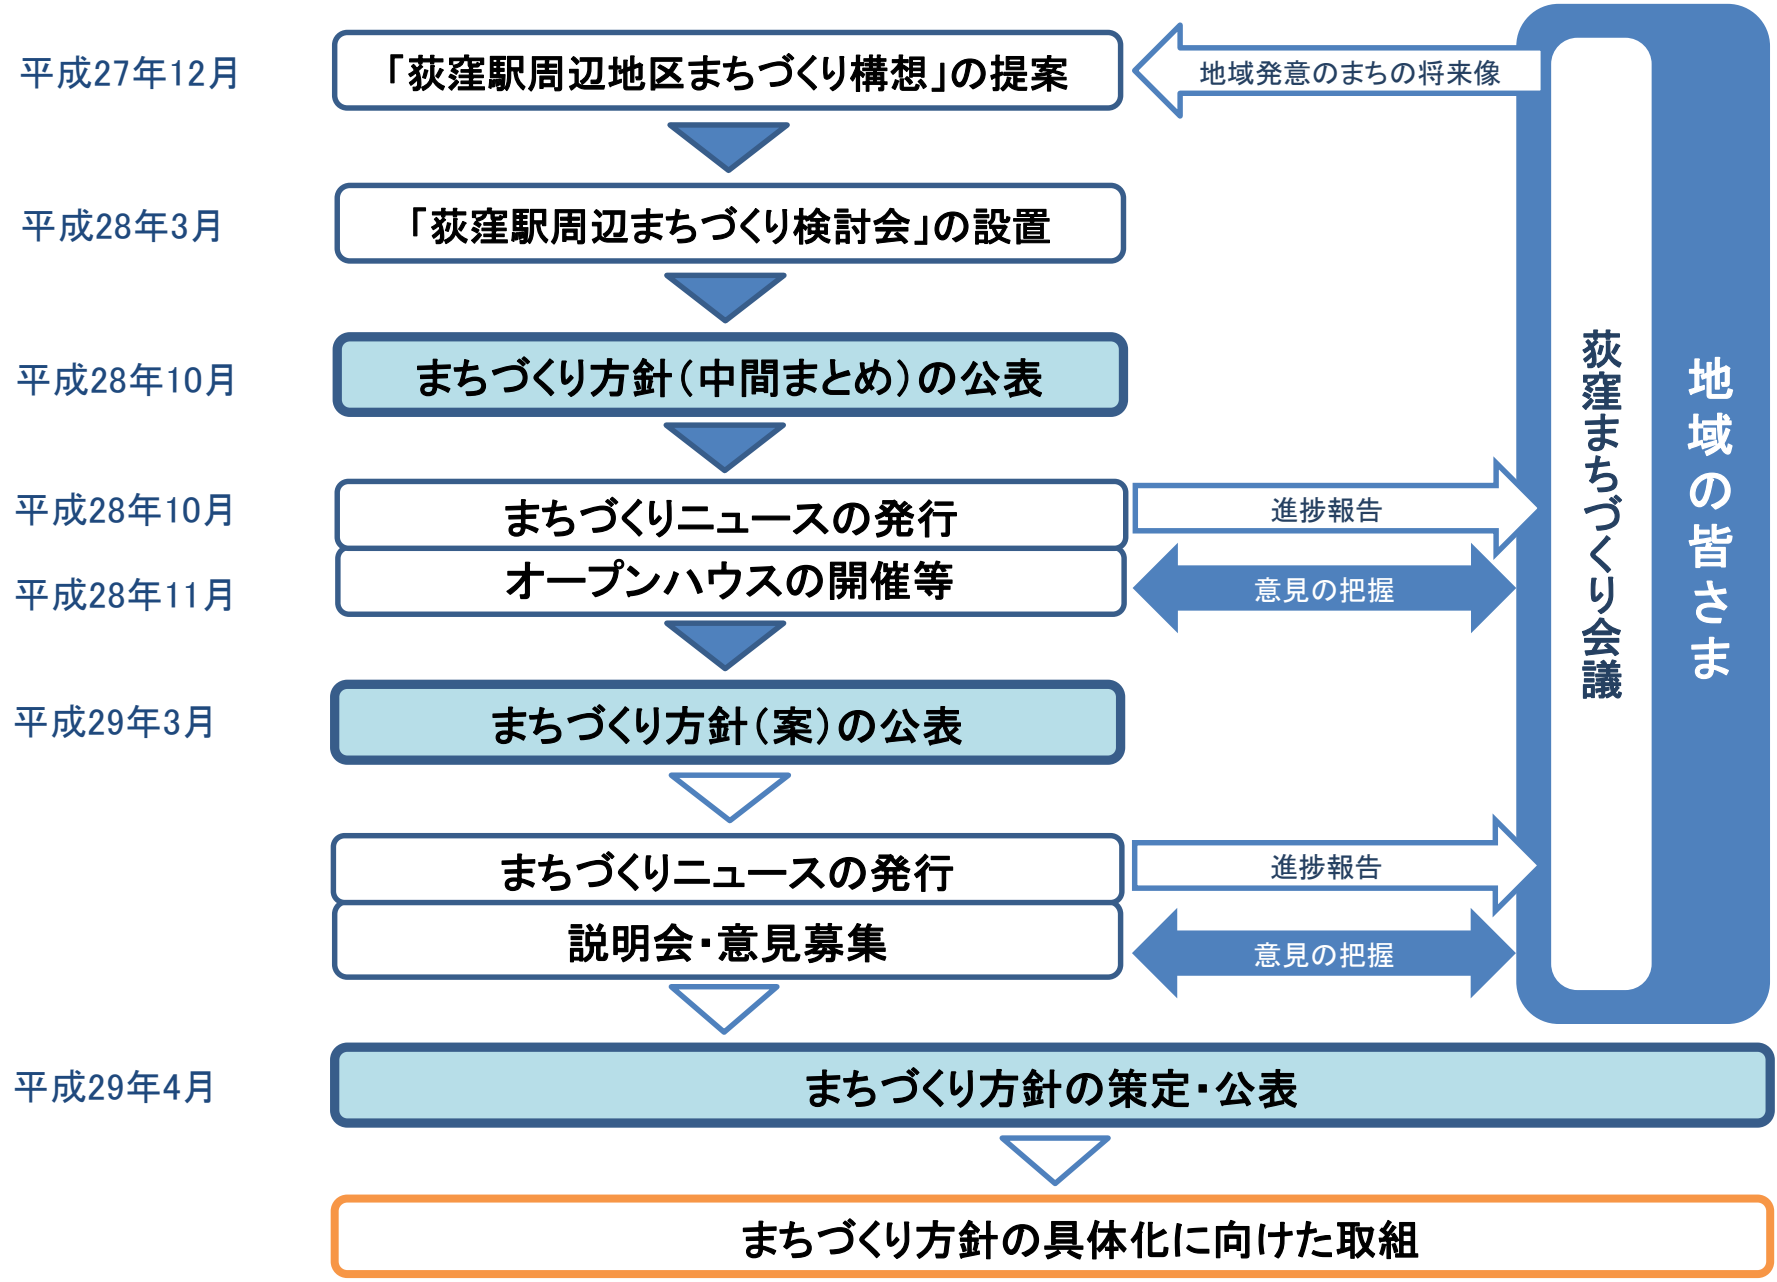 平成27年12月
「荻窪駅周辺地区まちづくり構想」の提案
地域発意のまちの将来像
平成28年3月
「荻窪駅周辺まちづくり検討会」の設置
平成28年10月
まちづくり方針(中間まとめ)の公表
平成28年10月
まちづくりニュースの発行
進捗報告
平成28年11月
オープンハウスの開催等
意見の把握
平成29年3月
まちづくり方針(案)の公表
まちづくりニュースの発行
進捗報告
説明会・意見募集
意見の把握
荻窪まちづくり会議
地域の皆さま
平成29年4月
まちづくり方針の策定・公表
まちづくり方針の具体化に向けた取組